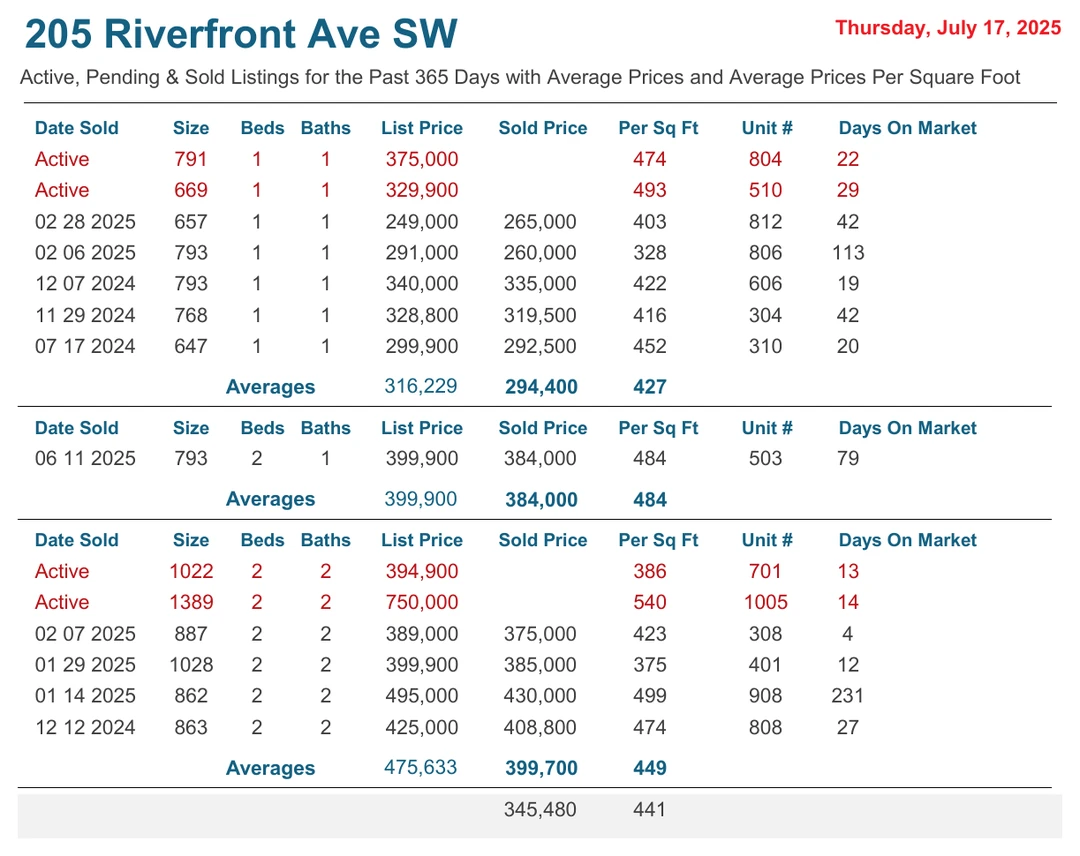 205 Riverfront Ave SW
Thursday, July 17, 2025
Active, Pending & Sold Listings for the Past 365 Days with Average Prices and Average Prices Per Square Foot
Date Sold Size Beds Baths List Price Sold Price Per Sq Ft Unit # Days On Market
Active 791 1 1 375,000 474 804 22
Active 669 1 1 329,900 493 510 29
02 28 2025 657 1 1 249,000 265,000 403 812 42
02 06 2025 793 1 1 291,000 260,000 328 806 113
12 07 2024 793 1 1 340,000 335,000 422 606 19
11 29 2024 768 1 1 328,800 319,500 416 304 42
07 17 2024 647 1 1 299,900 292,500 452 310 20
Averages 316,229 294,400 427
Date Sold Size Beds Baths List Price Sold Price Per Sq Ft Unit # Days On Market
06 11 2025 793 2 1 399,900 384,000 484 503 79
Averages 399,900 384,000 484
Date Sold Size Beds Baths List Price Sold Price Per Sq Ft Unit # Days On Market
Active 1022 2 2 394,900 386 701 13
Active 1389 2 2 750,000 540 1005 14
02 07 2025 887 2 2 389,000 375,000 423 308 4
01 29 2025 1028 2 2 399,900 385,000 375 401 12
01 14 2025 862 2 2 495,000 430,000 499 908 231
12 12 2024 863 2 2 425,000 408,800 474 808 27
Averages 475,633 399,700 449
345,480 441